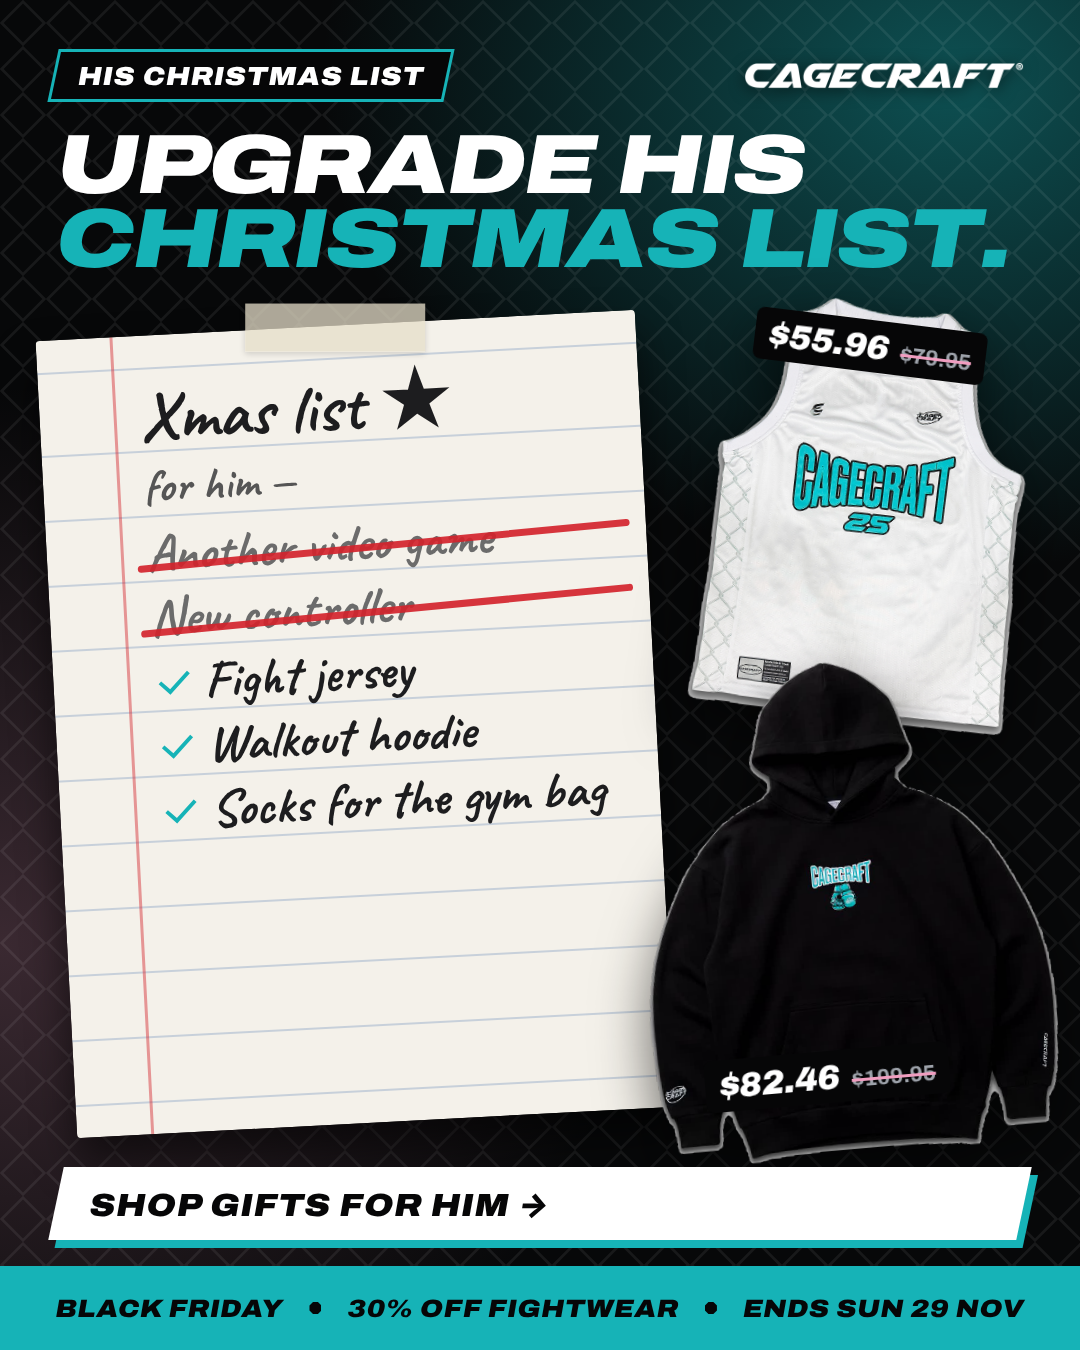 HIS CHRISTMAS LIST
CAGECRAFT®
UPGRADE HIS
CHRISTMAS LIST.
Xmas list ★
for him —
Another video game
New controller
✓ Fight jersey
✓ Walkout hoodie
✓ Socks for the gym bag
$55.96 $79.95
CAGECRAFT
25
CAGECRAFT
$82.46 $109.95
CAGECRAFT
SHOP GIFTS FOR HIM →
BLACK FRIDAY • 30% OFF FIGHTWEAR • ENDS SUN 29 NOV